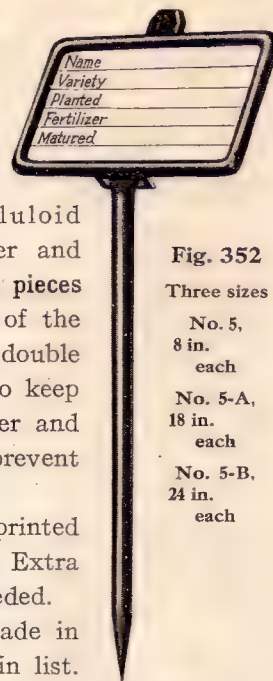 Name
Variety
Planted
Fertilizer
Matured
luloid
er and
pieces
of the
double
o keep
er and
prevent
printed
Extra
eded.
ade in
in list.
Fig. 352
Three sizes
No. 5,
8 in.
each
No. 5-A,
18 in.
each
No. 5-B,
24 in.
each